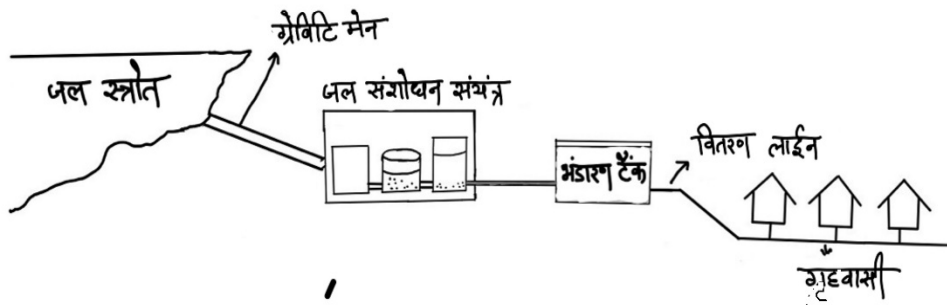 ग्रेविटि मेन
जल स्त्रोत
जल संशोधन संयंत्र
वितरण लाईन
भंडारण टैंक
गृहवासी